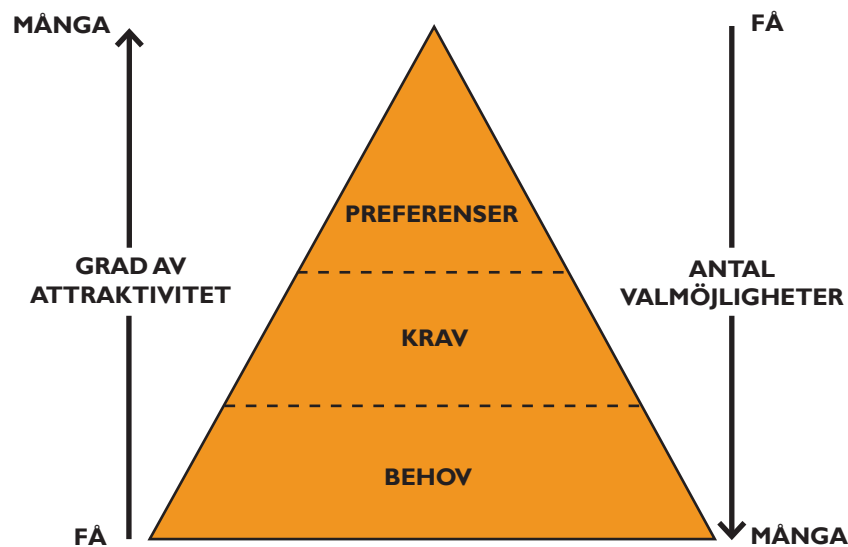 MÅNGA
FÅ
PREFERENSER
GRAD AV
ATTRAKTIVITET
ANTAL
VALMÖJLIGHETER
KRAV
BEHOV
FÅ
MÅNGA